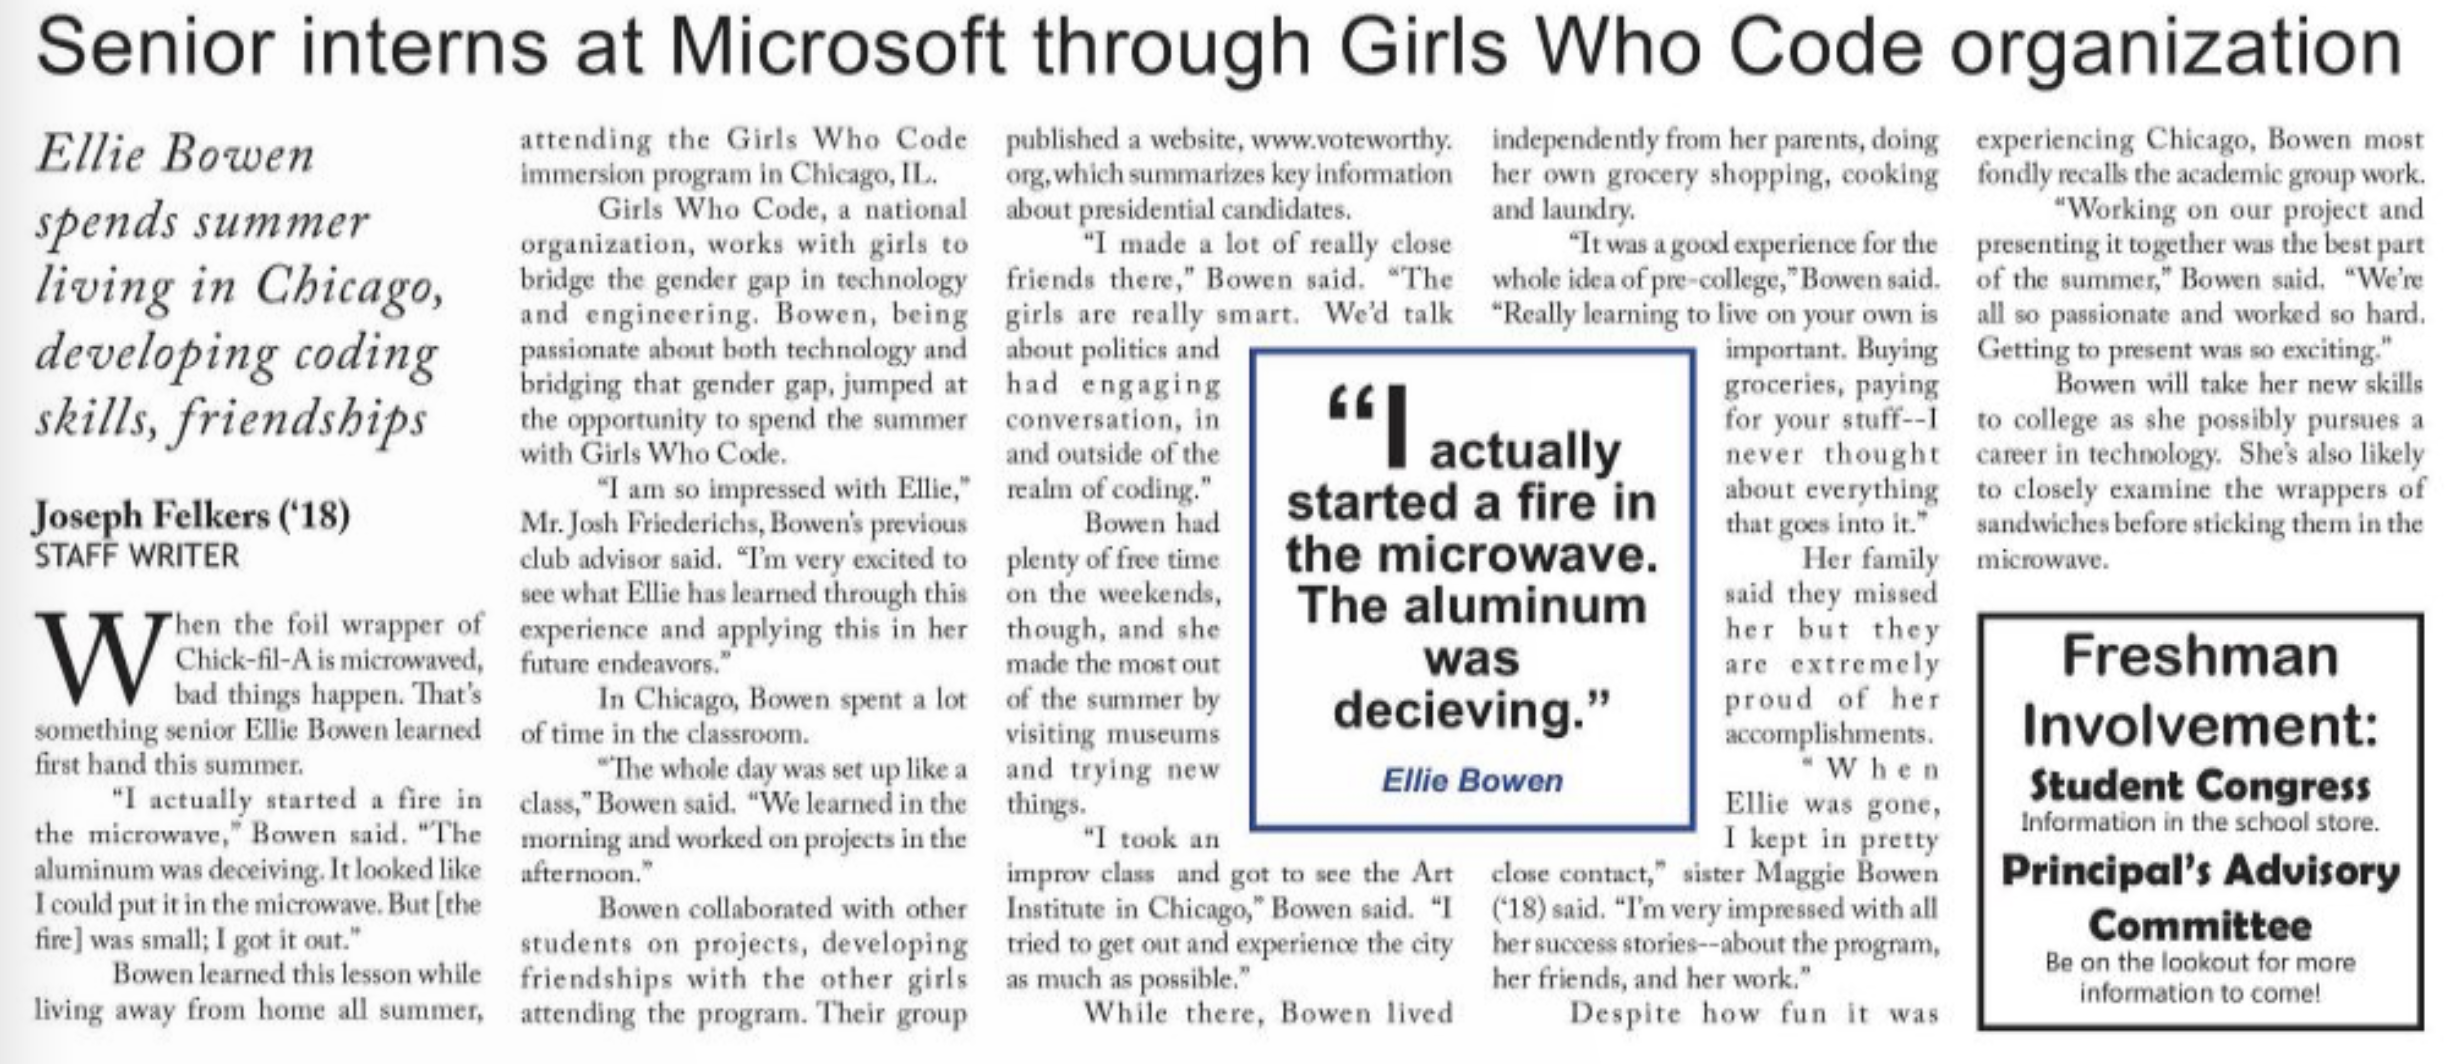 Senior interns at Microsoft through Girls Who Code organization
Ellie Bowen
spends summer
living in Chicago,
developing coding
skills, friendships
Joseph Felkers (‘18)
STAFF WRITER
When the foil wrapper of
Chick-fil-A is microwaved,
bad things happen. That’s
something senior Ellie Bowen learned
first hand this summer.
“I actually started a fire in
the microwave,” Bowen said. “The
aluminum was deceiving. It looked like
I could put it in the microwave. But [the
fire] was small; I got it out.”
Bowen learned this lesson while
living away from home all summer,
attending the Girls Who Code
immersion program in Chicago, IL.
Girls Who Code, a national
organization, works with girls to
bridge the gender gap in technology
and engineering. Bowen, being
passionate about both technology and
bridging that gender gap, jumped at
the opportunity to spend the summer
with Girls Who Code.
“I am so impressed with Ellie,”
Mr. Josh Friederichs, Bowen’s previous
club advisor said. “I’m very excited to
see what Ellie has learned through this
experience and applying this in her
future endeavors.”
In Chicago, Bowen spent a lot
of time in the classroom.
“The whole day was set up like a
class,” Bowen said. “We learned in the
morning and worked on projects in the
afternoon.”
Bowen collaborated with other
students on projects, developing
friendships with the other girls
attending the program. Their group
published a website, www.voteworthy.
org, which summarizes key information
about presidential candidates.
“I made a lot of really close
friends there,” Bowen said. “The
girls are really smart. We’d talk
about politics and
had engaging
conversation, in
and outside of the
realm of coding.”
Bowen had
plenty of free time
on the weekends,
though, and she
made the most out
of the summer by
visiting museums
and trying new
things.
“I took an
improv class and got to see the Art
Institute in Chicago,” Bowen said. “I
tried to get out and experience the city
as much as possible.”
While there, Bowen lived
“I actually
started a fire in
the microwave.
The aluminum
was
decieving.”
Ellie Bowen
independently from her parents, doing
her own grocery shopping, cooking
and laundry.
“It was a good experience for the
whole idea of pre-college,” Bowen said.
“Really learning to live on your own is
important. Buying
groceries, paying
for your stuff--I
never thought
about everything
that goes into it.”
Her family
said they missed
her but they
are extremely
proud of her
accomplishments.
“When
Ellie was gone,
I kept in pretty
close contact,” sister Maggie Bowen
(‘18) said. “I’m very impressed with all
her success stories--about the program,
her friends, and her work.”
Despite how fun it was
experiencing Chicago, Bowen most
fondly recalls the academic group work.
“Working on our project and
presenting it together was the best part
of the summer,” Bowen said. “We’re
all so passionate and worked so hard.
Getting to present was so exciting.”
Bowen will take her new skills
to college as she possibly pursues a
career in technology. She’s also likely
to closely examine the wrappers of
sandwiches before sticking them in the
microwave.
Freshman
Involvement:
Student Congress
Information in the school store.
Principal’s Advisory
Committee
Be on the lookout for more
information to come!